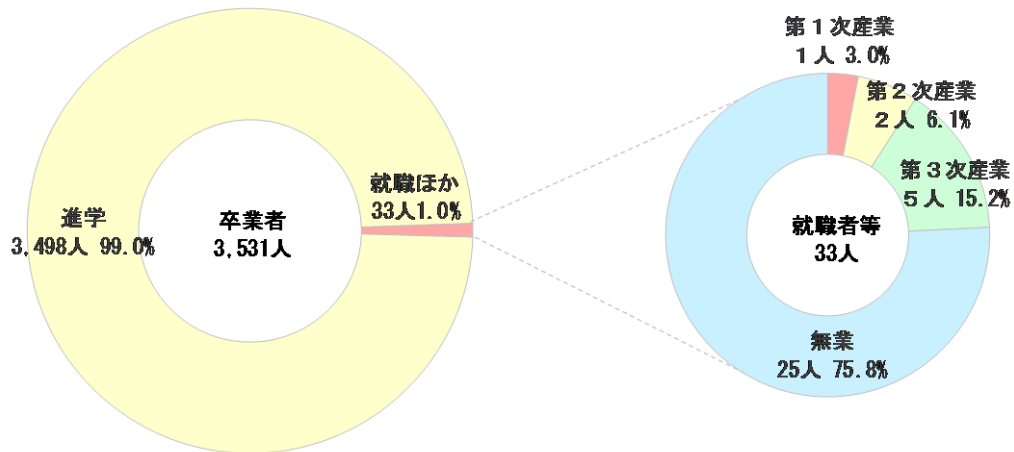 進学
3,498人 99.0%
卒業者
3,531人
就職ほか
33人1.0%
第１次産業
１人 3.0%
第２次産業
２人 6.1%
第３次産業
５人 15.2%
就職者等
33人
無業
25人 75.8%